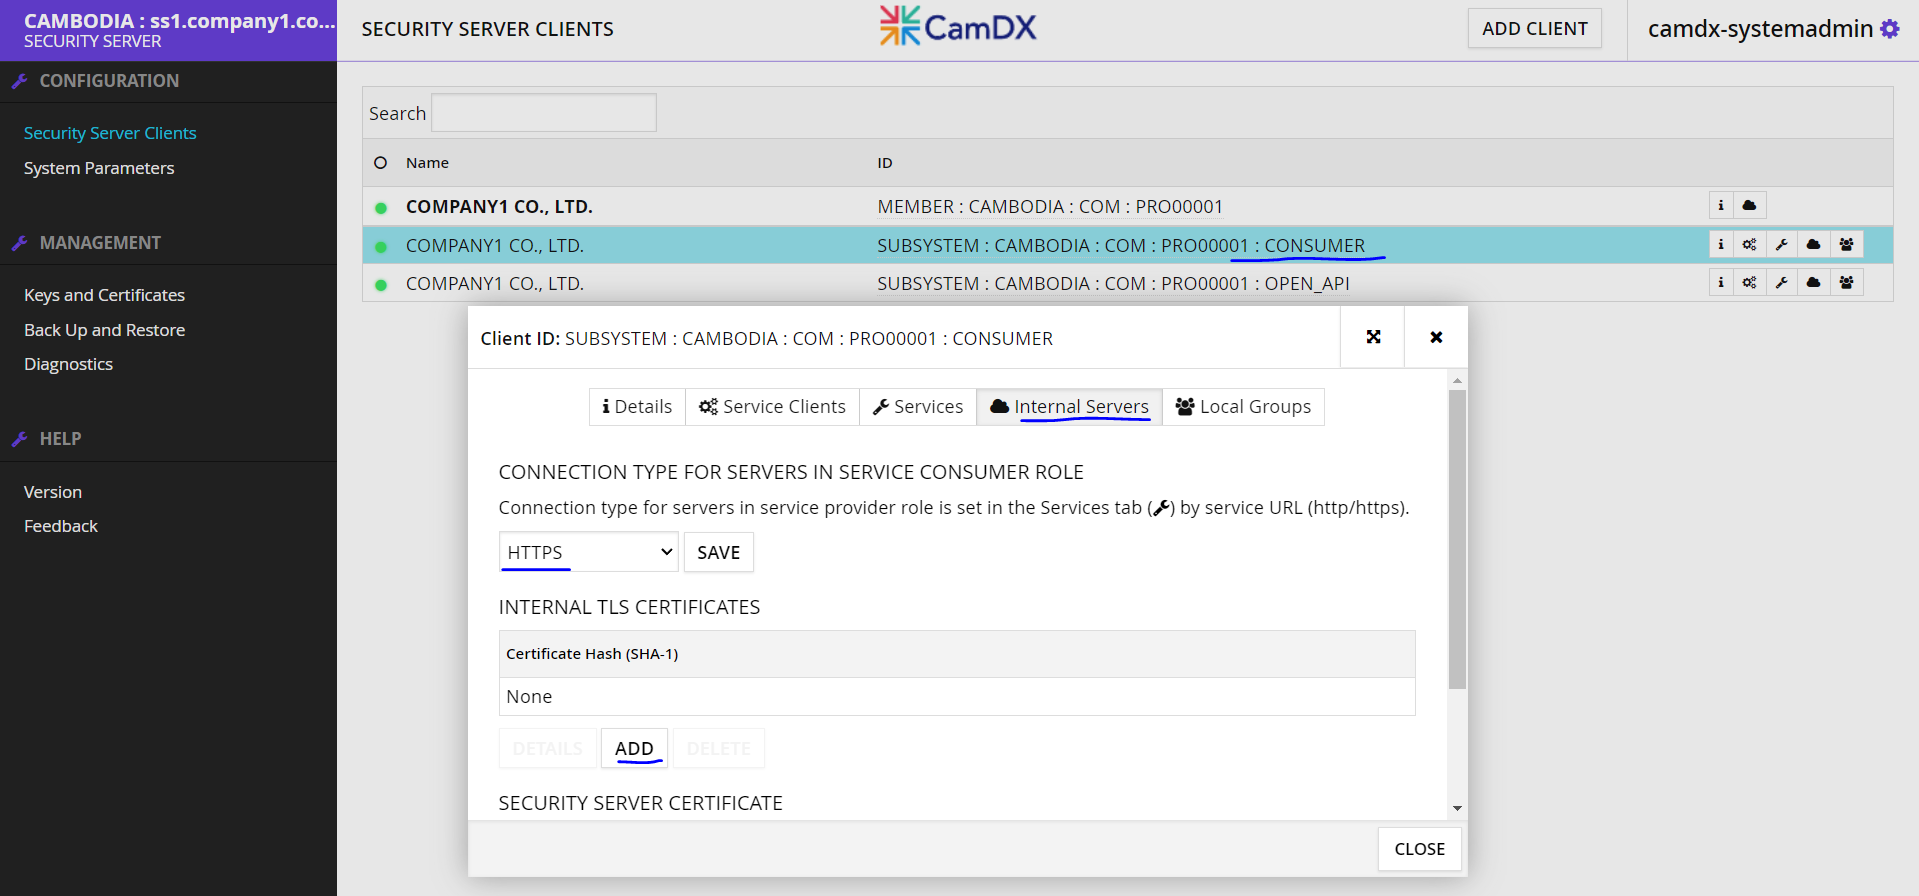 CAMBODIA : ss1.company1.co...
SECURITY SERVER
SECURITY SERVER CLIENTS
CamDX
ADD CLIENT
camdx-systemadmin
CONFIGURATION
Security Server Clients
System Parameters
MANAGEMENT
Keys and Certificates
Back Up and Restore
Diagnostics
HELP
Version
Feedback
Search
Name ID
COMPANY1 CO., LTD. MEMBER : CAMBODIA : COM : PRO00001
COMPANY1 CO., LTD. SUBSYSTEM : CAMBODIA : COM : PRO00001 : CONSUMER
COMPANY1 CO., LTD. SUBSYSTEM : CAMBODIA : COM : PRO00001 : OPEN_API
Client ID: SUBSYSTEM : CAMBODIA : COM : PRO00001 : CONSUMER
Details Service Clients Services Internal Servers Local Groups
CONNECTION TYPE FOR SERVERS IN SERVICE CONSUMER ROLE
Connection type for servers in service provider role is set in the Services tab () by service URL (http/https).
HTTPS SAVE
INTERNAL TLS CERTIFICATES
Certificate Hash (SHA-1)
None
DETAILS ADD DELETE
SECURITY SERVER CERTIFICATE
CLOSE